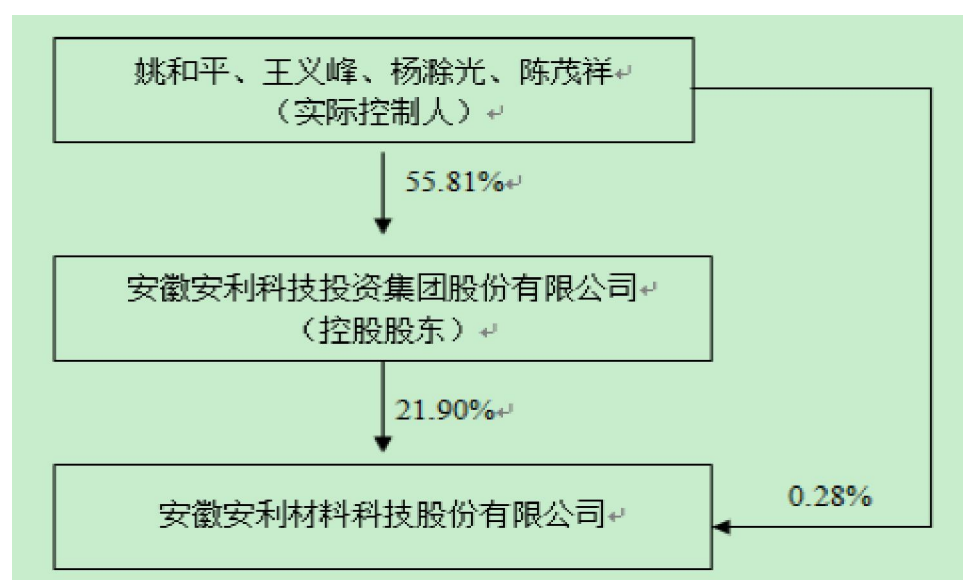 姚和平、王义峰、杨滁光、陈茂祥
（实际控制人）
55.81%
安徽安利科技投资集团股份有限公司
（控股股东）
21.90%
安徽安利材料科技股份有限公司
0.28%